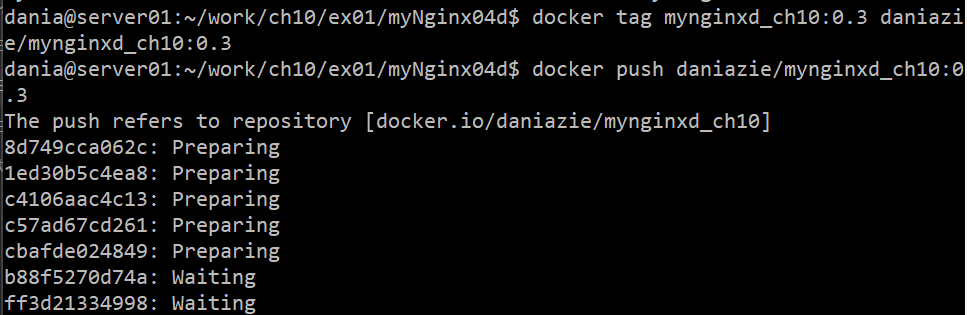 dania@server01:~/work/ch10/ex01/myNginx04d$ docker tag mynginxd_ch10:0.3 daniazi
e/mynginxd_ch10:0.3
dania@server01:~/work/ch10/ex01/myNginx04d$ docker push daniazie/mynginxd_ch10:0
.3
The push refers to repository [docker.io/daniazie/mynginxd_ch10]
8d749cca062c: Preparing
1ed30b5c4ea8: Preparing
c4106aac4c13: Preparing
c57ad67cd261: Preparing
cbafde024849: Preparing
b88f5270d74a: Waiting
ff3d21334998: Waiting